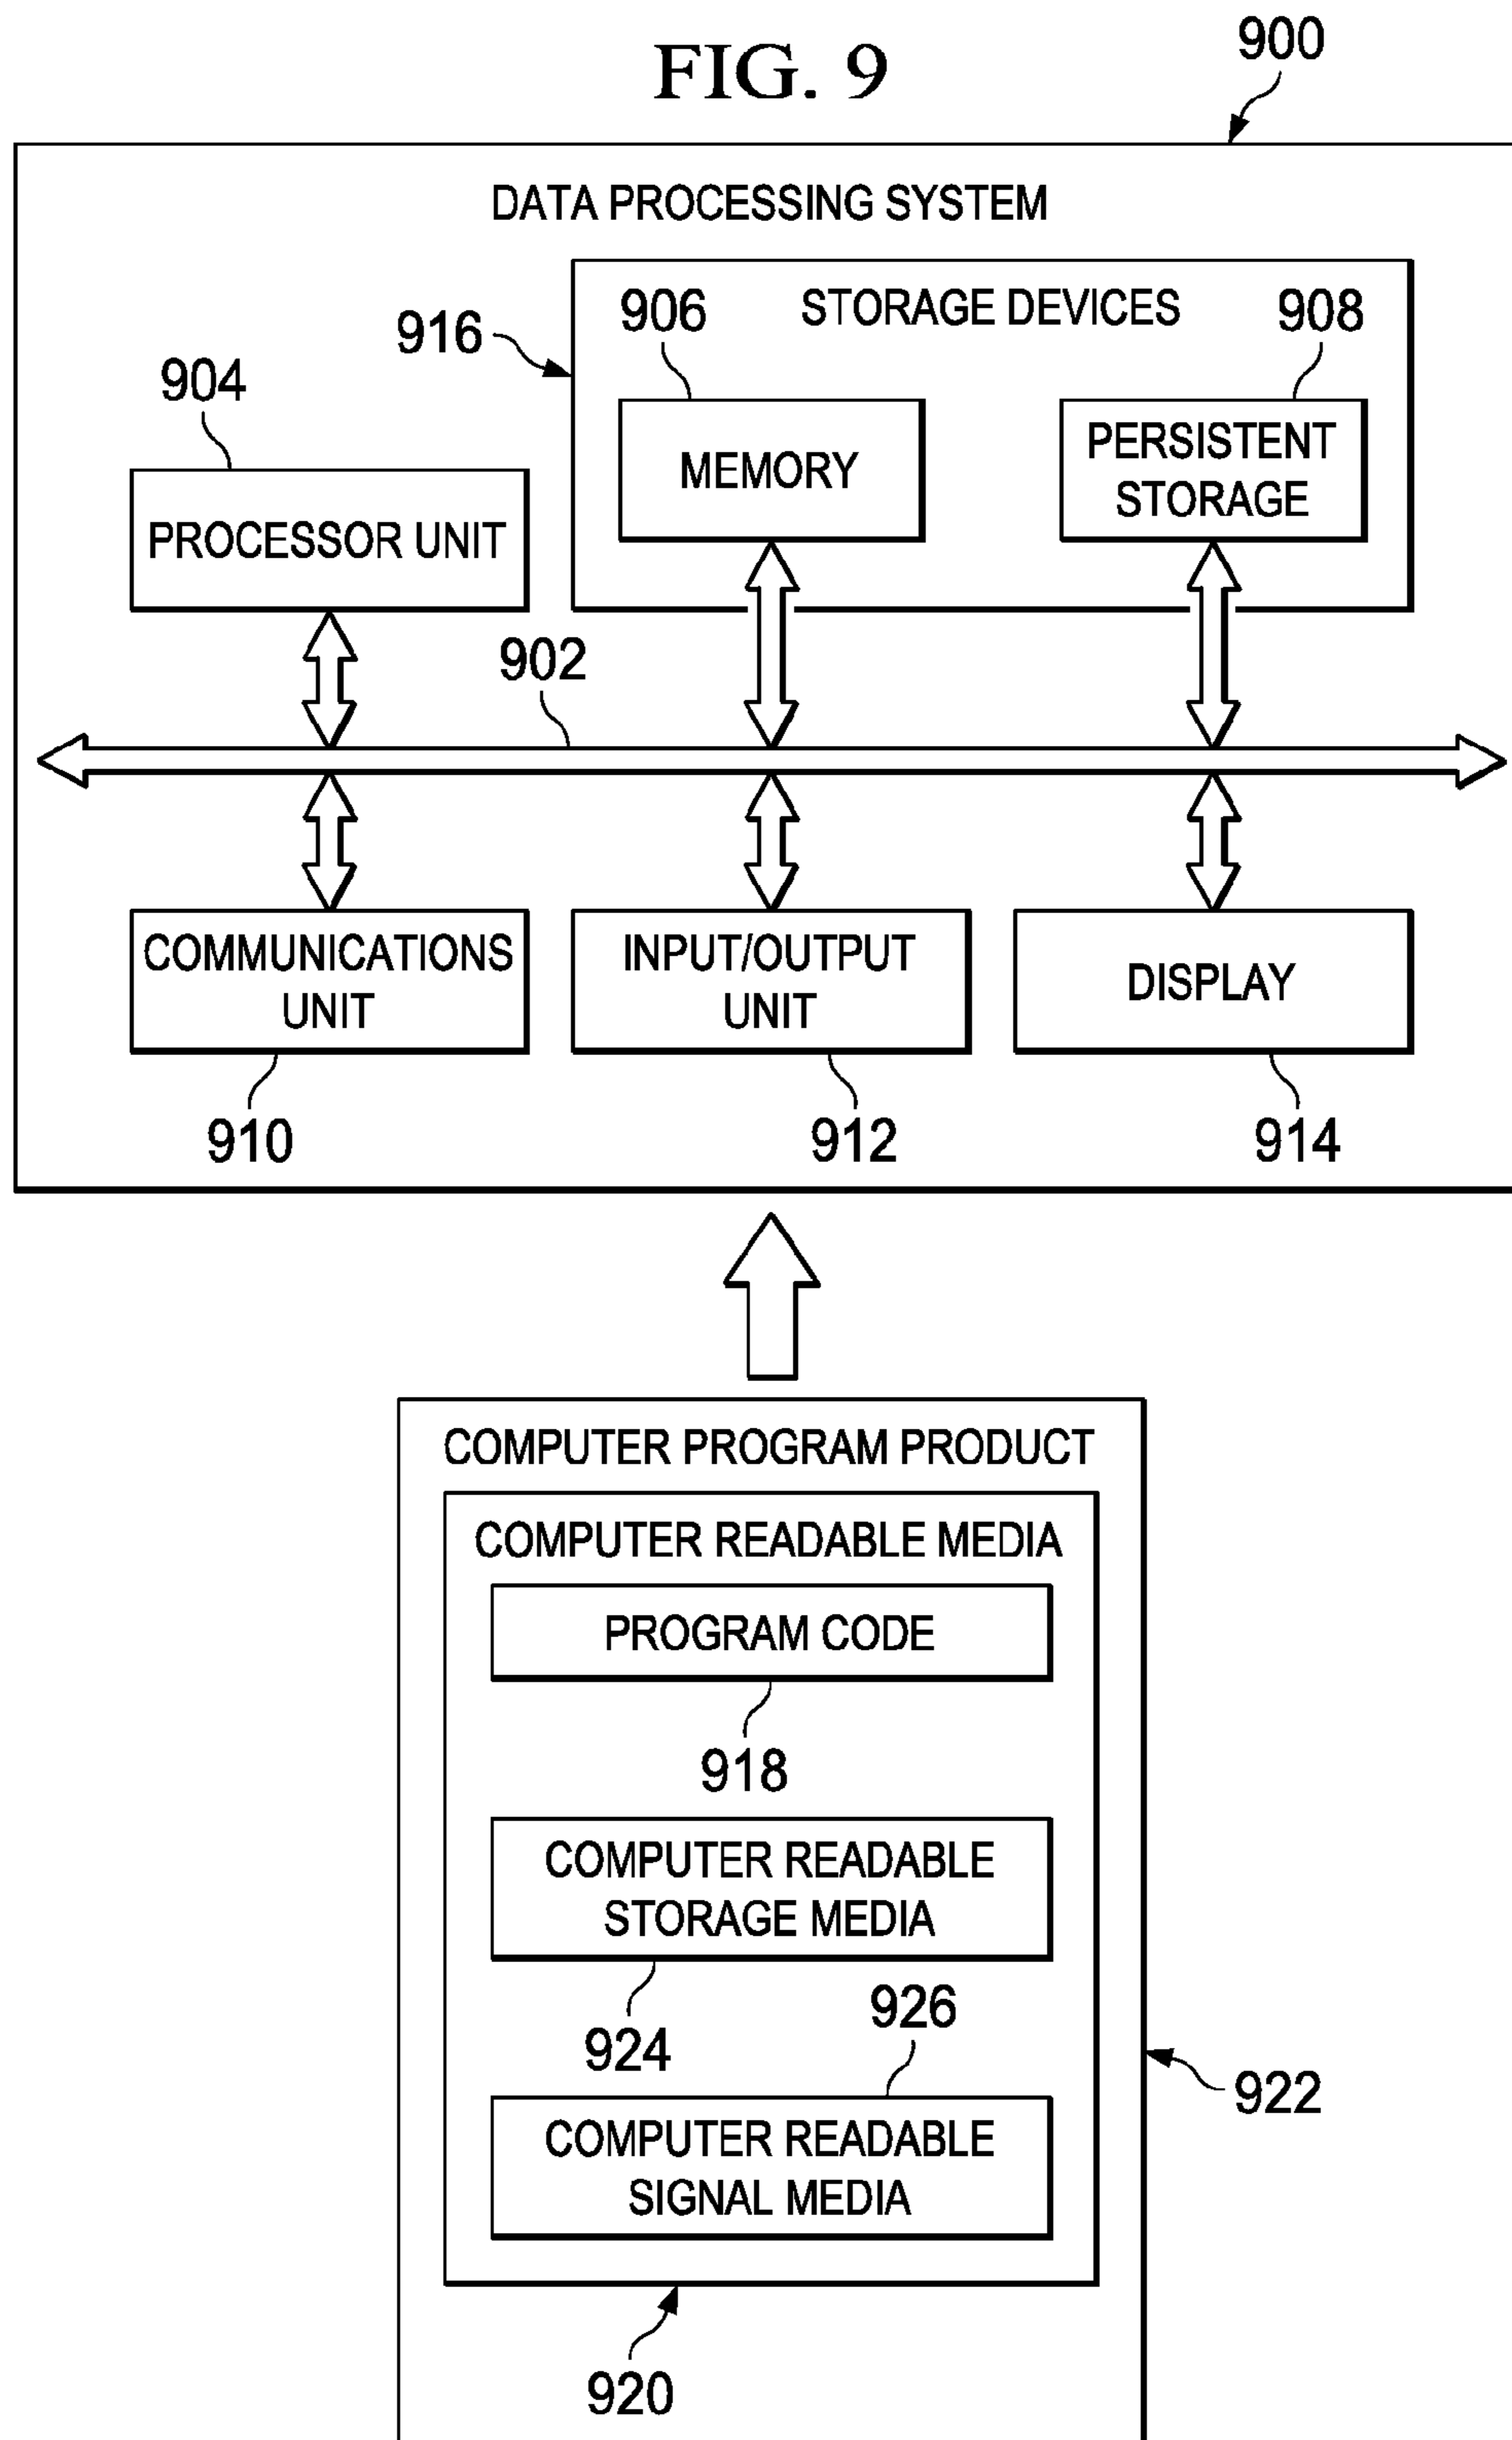 FIG. 9
900
DATA PROCESSING SYSTEM
916
906
STORAGE DEVICES
908
904
MEMORY
PERSISTENT
STORAGE
PROCESSOR UNIT
902
COMMUNICATIONS
UNIT
INPUT/OUTPUT
UNIT
DISPLAY
910
912
914
COMPUTER PROGRAM PRODUCT
COMPUTER READABLE MEDIA
PROGRAM CODE
918
COMPUTER READABLE
STORAGE MEDIA
924
926
COMPUTER READABLE
SIGNAL MEDIA
922
920